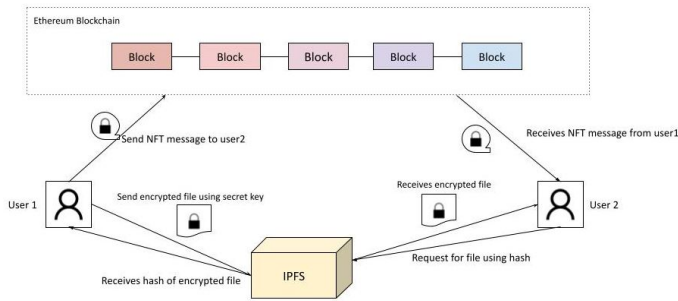 Ethereum Blockchain
Block Block Block Block Block
Send NFT message to user2
Receives NFT message from user1
User 1
Send encrypted file using secret key
Receives encrypted file
User 2
IPFS
Request for file using hash
Receives hash of encrypted file